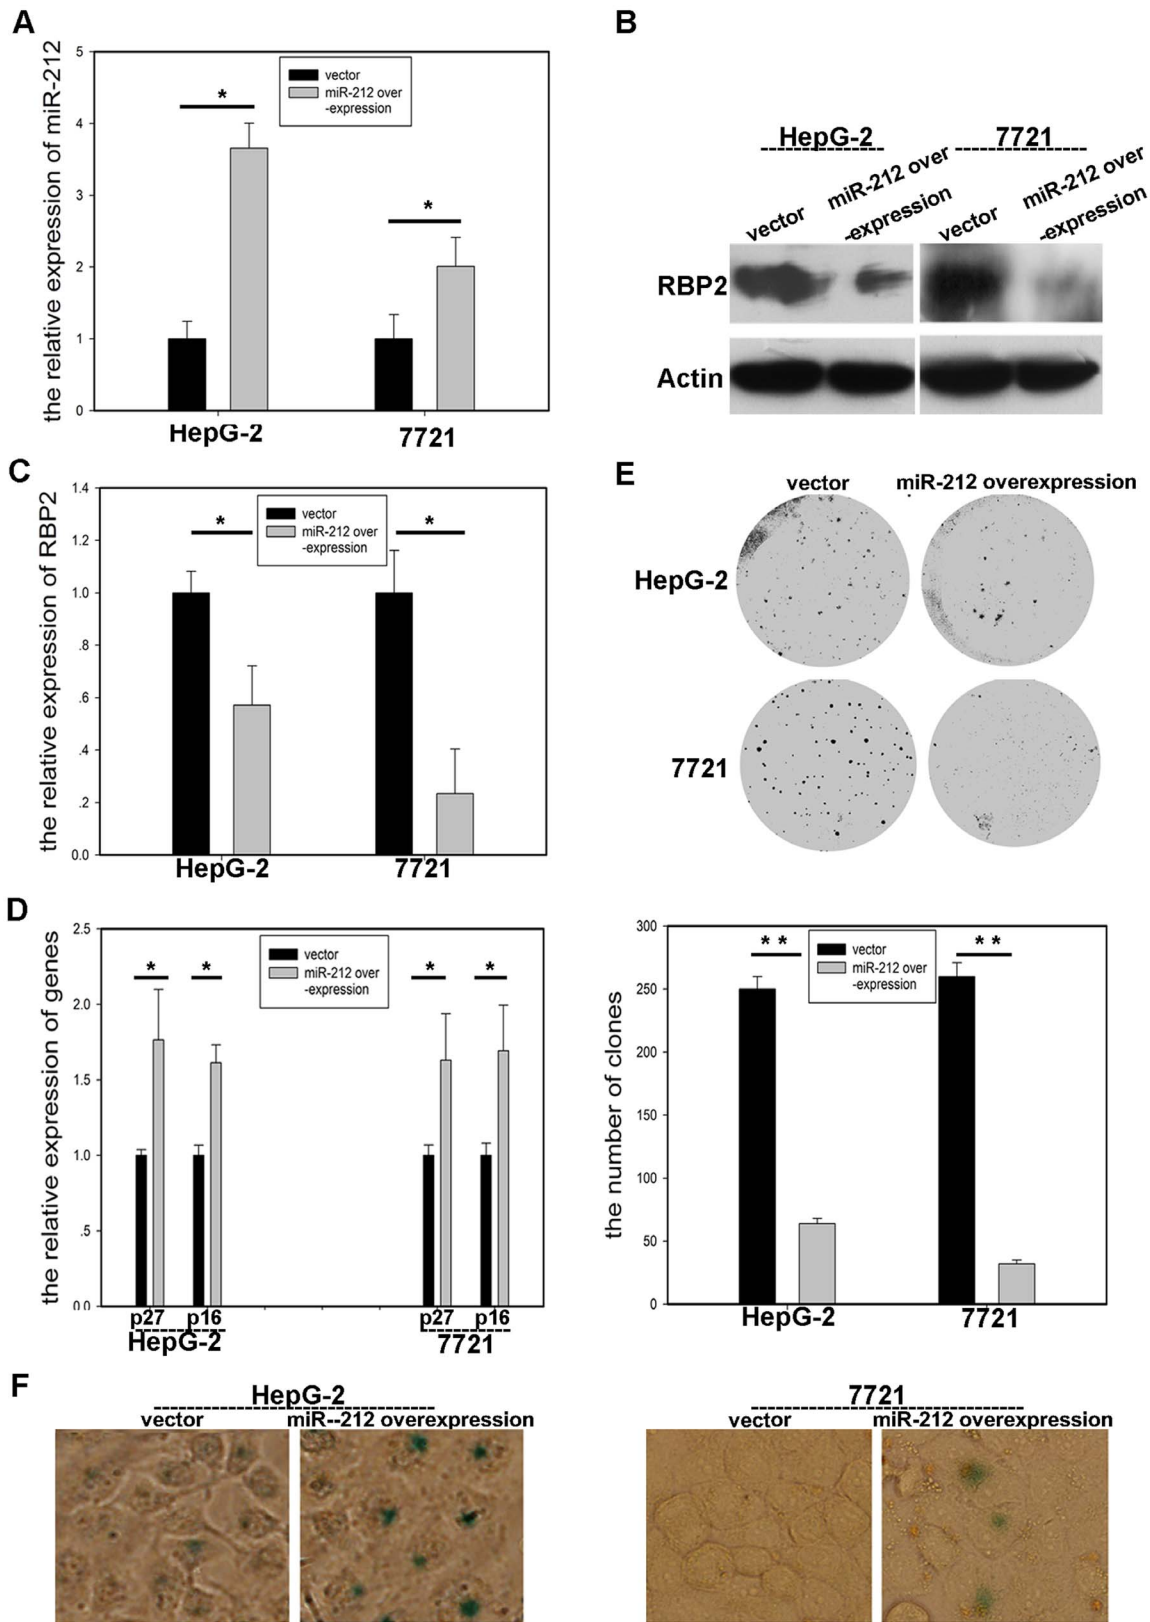 A
the relative expression of miR-212
5
4
3
2
1
0
vector
miR-212 over
-expression
*
*
HepG-2
7721
B
HepG-2
7721
vector
miR-212 over
-expression
vector
miR-212 over
-expression
RBP2
Actin
C
the relative expression of RBP2
1.4
1.2
1.0
.8
.6
.4
.2
0.0
vector
miR-212 over
-expression
*
*
HepG-2
7721
E
vector
miR-212 overexpression
HepG-2
7721
D
the relative expression of genes
2.5
2.0
1.5
1.0
.5
0.0
vector
miR-212 over
-expression
*
*
*
*
p27
p16
p27
p16
HepG-2
7721
the number of clones
300
250
200
150
100
50
0
vector
miR-212 over
-expression
* *
* *
HepG-2
7721
F
HepG-2
vector
miR--212 overexpression
7721
vector
miR-212 overexpression